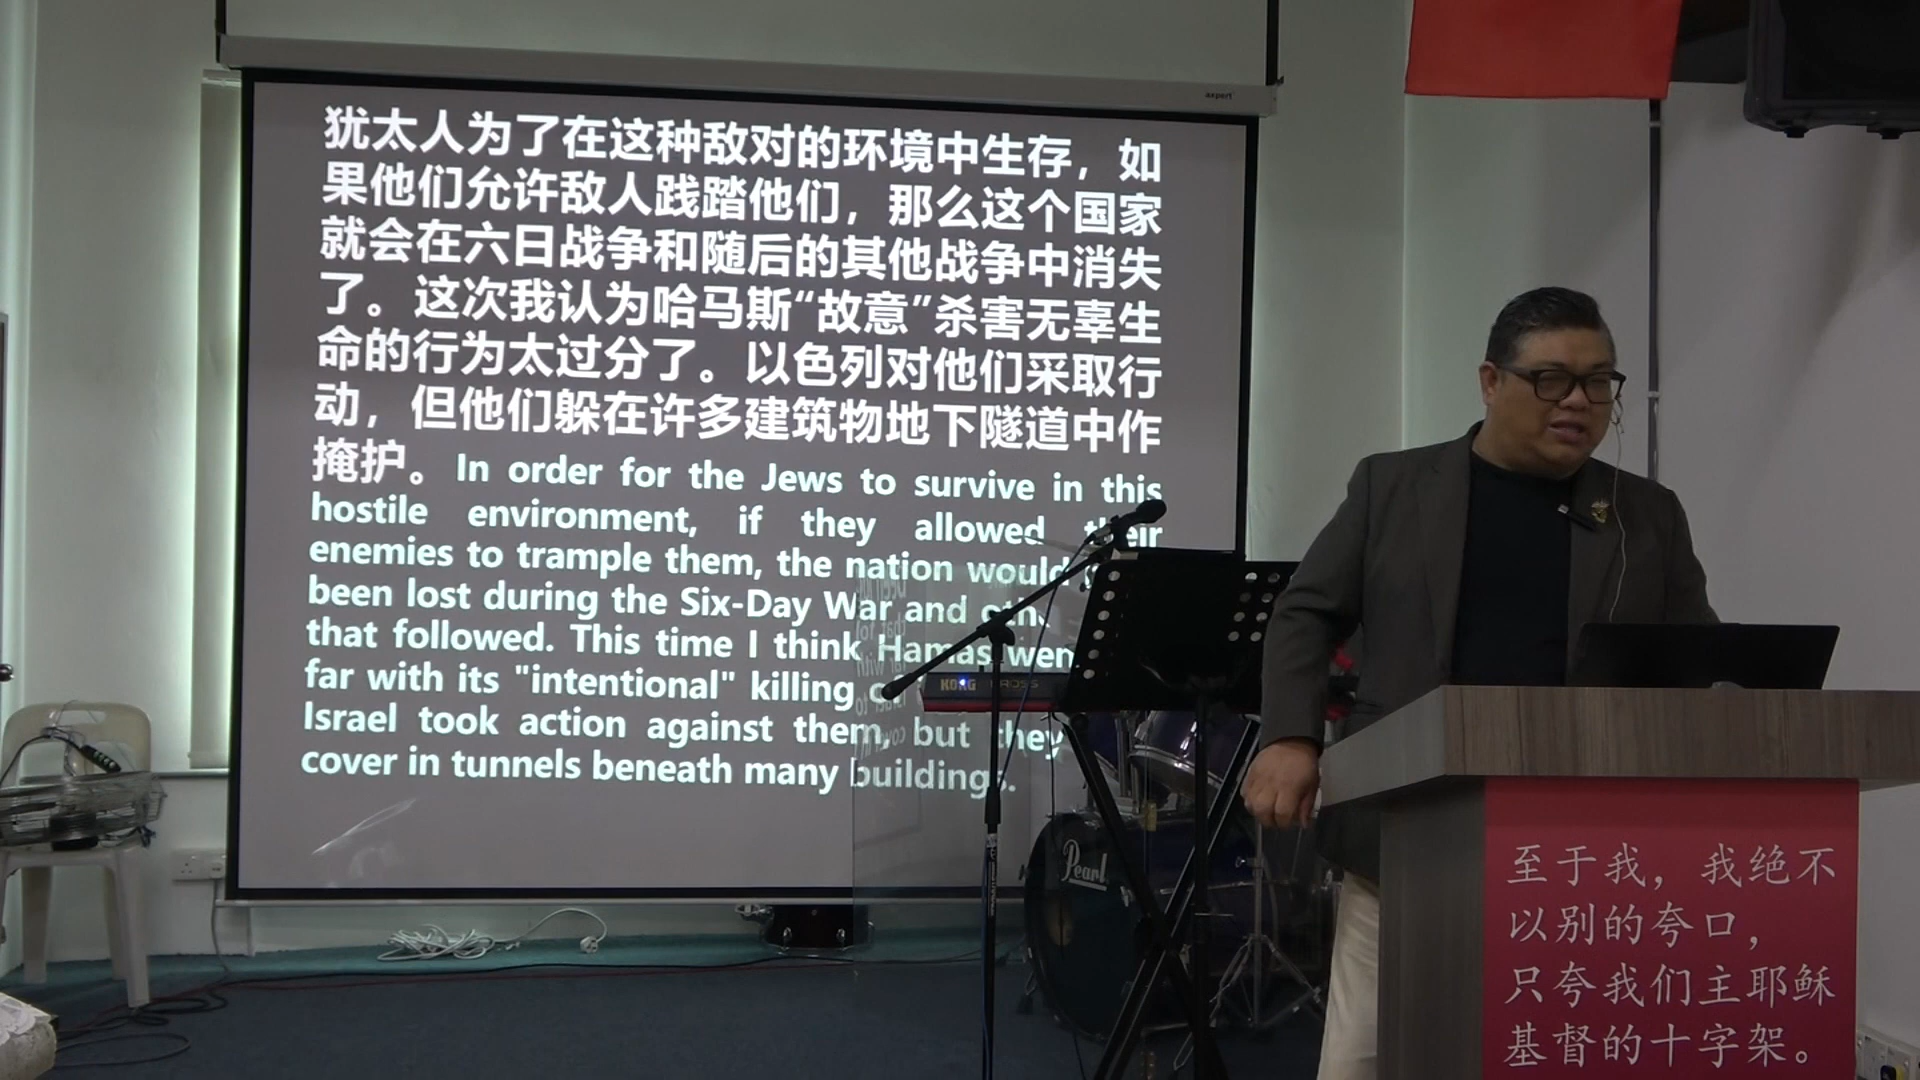 axpert
犹太人为了在这种敌对的环境中生存，如
果他们允许敌人践踏他们，那么这个国家
就会在六日战争和随后的其他战争中消失
了。这次我认为哈马斯“故意”杀害无辜生
命的行为太过分了。以色列对他们采取行
动，但他们躲在许多建筑物地下隧道中作
掩护。In order for the Jews to survive in this
hostile environment, if they allowed
enemies to trample them, the nation would
been lost during the Six-Day War and
that followed. This time I think Hamas
far with its "intentional" killing
Israel took action against them, but they
cover in tunnels beneath many buildings.
KORG KROSS
Pearl
至于我，我绝不
以别的夸口，
只夸我们主耶稣
基督的十字架。